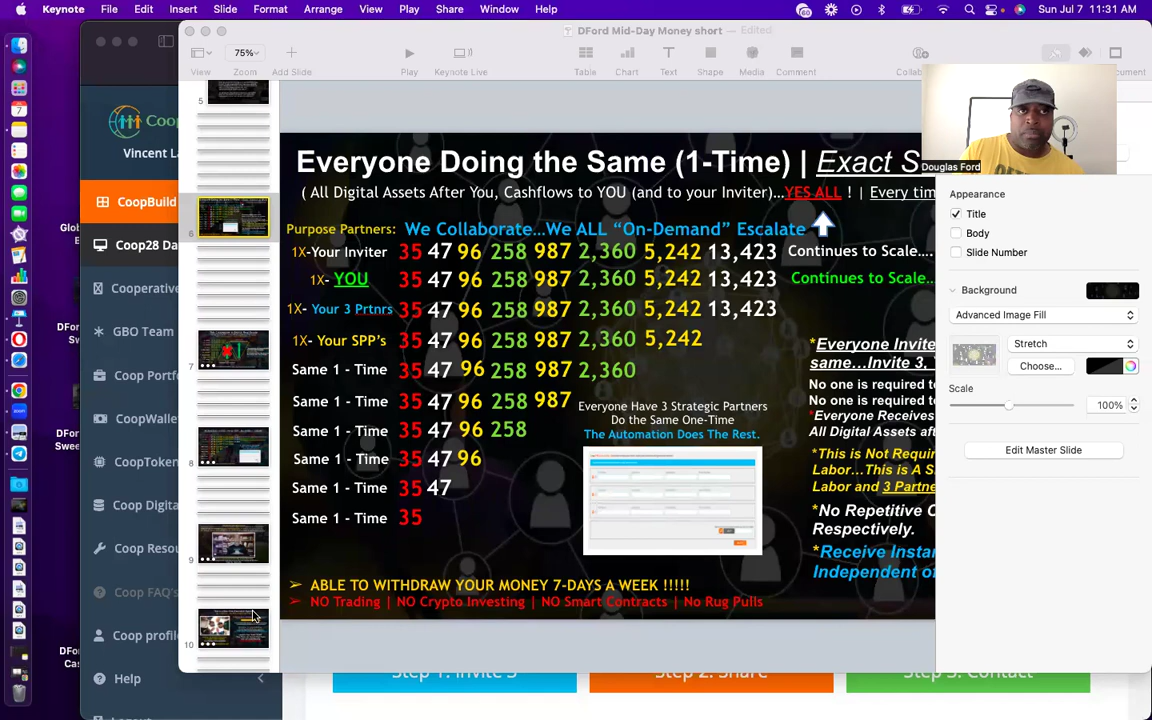 Keynote File Edit Insert Slide Format Arrange View Play Share Window Help
Sun Jul 7 11:31 AM
DFord Mid-Day Money short — Edited
75%
View Zoom Add Slide Play Keynote Live Table Chart Text Shape Media Comment Collab
cument
Coo
Vincent La
CoopBuild
Coop28 Da
Cooperative
GBO Team
Coop Portfo
CoopWalle
CoopToken
Coop Digita
Coop Resou
Coop FAQ's
Coop profil
Help
5
6
7
8
9
10
Everyone Doing the Same (1-Time) | Exact S
( All Digital Assets After You, Cashflows to YOU (and to your Inviter)...YES ALL ! | Every tim
Purpose Partners: We Collaborate...We ALL “On-Demand” Escalate
1X-Your Inviter 35 47 96 258 987 2,360 5,242 13,423 Continues to Scale....
1X- YOU 35 47 96 258 987 2,360 5,242 13,423 Continues to Scale...
1X- Your 3 Prtnrs 35 47 96 258 987 2,360 5,242 13,423
1X- Your SPP’s 35 47 96 258 987 2,360 5,242
Same 1 - Time 35 47 96 258 987 2,360
Same 1 - Time 35 47 96 258 987
Same 1 - Time 35 47 96 258
Same 1 - Time 35 47 96
Same 1 - Time 35 47
Same 1 - Time 35
Everyone Have 3 Strategic Partners
Do the Same One-Time
The Automation Does The Rest.
*Everyone Invite
same...Invite 3,
No one is required to
No one is required to
*Everyone Receives
All Digital Assets afte
*This is Not Requir
Labor...This is A S
Labor and 3 Partne
*No Repetitive C
Respectively.
*Receive Instan
Independent of
➢ ABLE TO WITHDRAW YOUR MONEY 7-DAYS A WEEK !!!!!
➢ NO Trading | NO Crypto Investing | NO Smart Contracts | No Rug Pulls
Douglas Ford
Appearance
Title
Body
Slide Number
Background
Advanced Image Fill
Stretch
Choose...
Scale
100%
Edit Master Slide
Step 1: Invite 3
Step 2: Share
Step 3: Contact